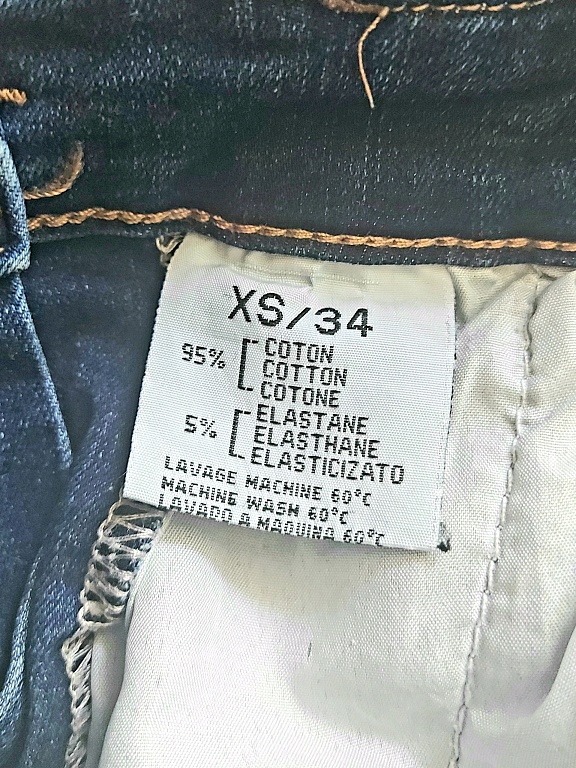 XS/34
95% COTON
COTTON
COTONE
5% ELASTANE
ELASTHANE
ELASTICIZATO
LAVAGE MACHINE 60°C
MACHINE WASH 60°C
LAVADO A MAQUINA 60°C